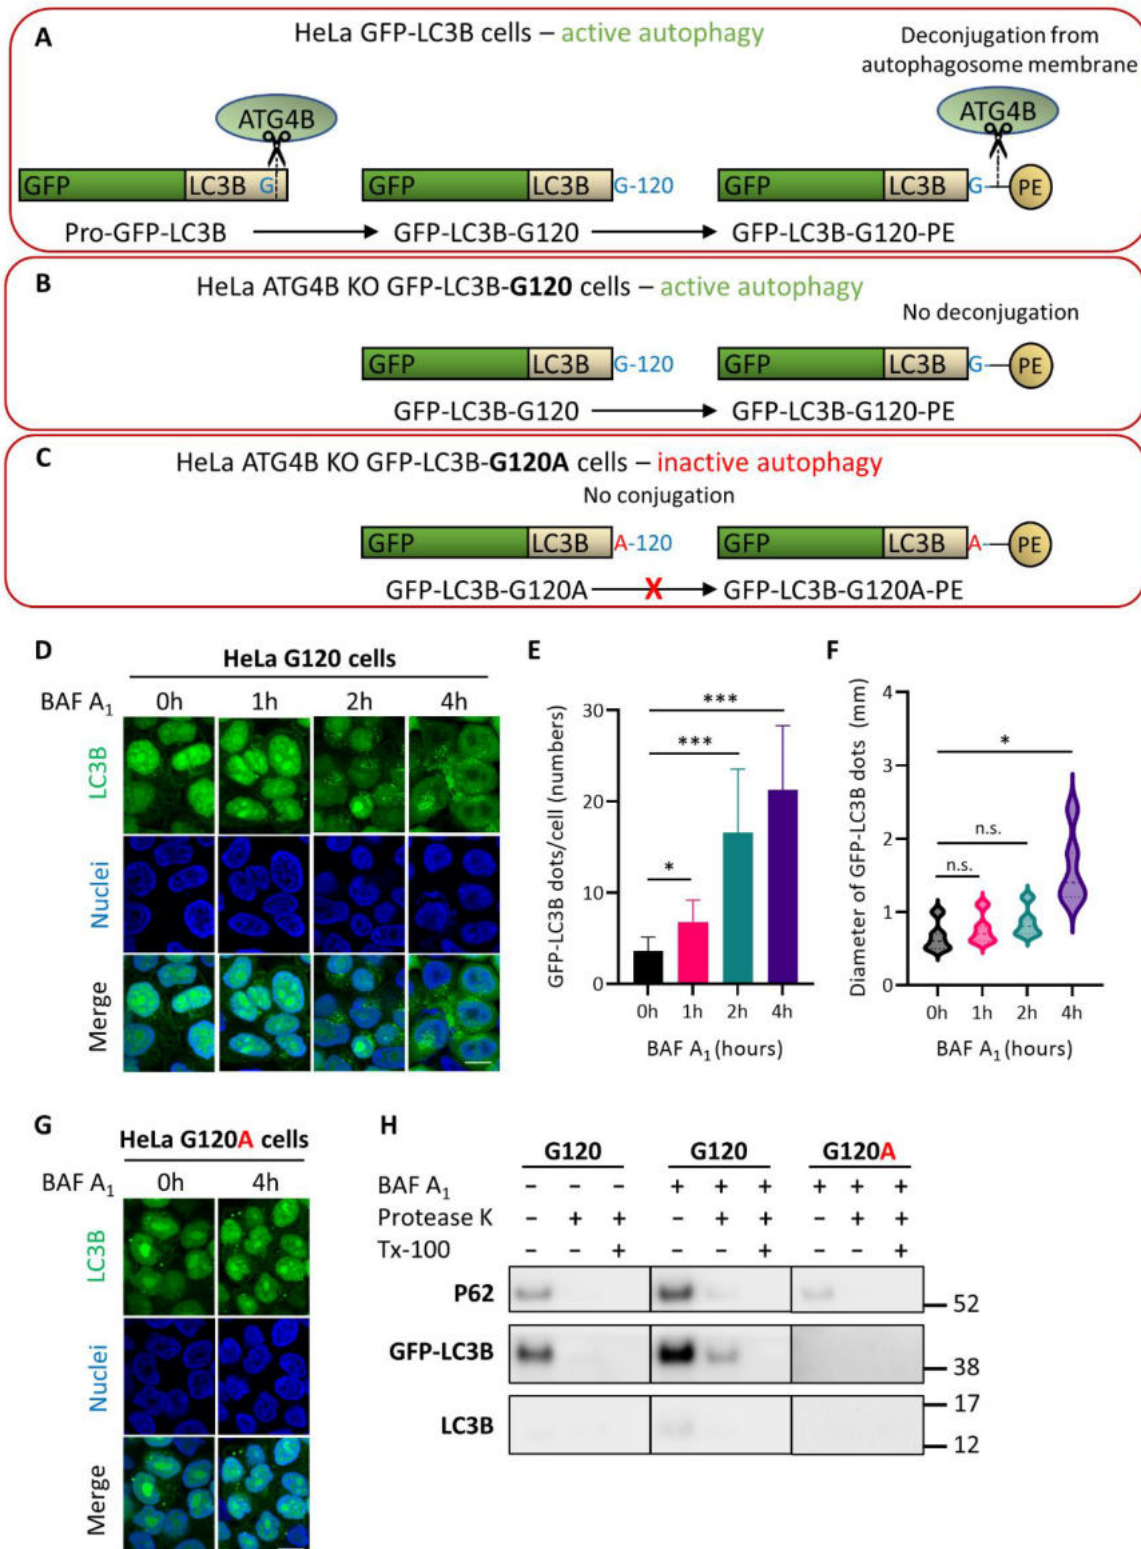 A
HeLa GFP-LC3B cells – active autophagy
Deconjugation from
autophagosome membrane
ATG4B
ATG4B
GFP LC3B G
GFP LC3B G-120
GFP LC3B G- PE
Pro-GFP-LC3B GFP-LC3B-G120 GFP-LC3B-G120-PE
B
HeLa ATG4B KO GFP-LC3B-G120 cells – active autophagy
No deconjugation
GFP LC3B G-120
GFP LC3B G- PE
GFP-LC3B-G120 GFP-LC3B-G120-PE
C
HeLa ATG4B KO GFP-LC3B-G120A cells – inactive autophagy
No conjugation
GFP LC3B A-120
GFP LC3B A- PE
GFP-LC3B-G120A X GFP-LC3B-G120A-PE
D
HeLa G120 cells
BAF A₁ 0h 1h 2h 4h
LC3B
Nuclei
Merge
E
GFP-LC3B dots/cell (numbers)
30
20
10
0
***
***
*
0h 1h 2h 4h
BAF A₁ (hours)
F
Diameter of GFP-LC3B dots (mm)
4
3
2
1
0
*
n.s.
n.s.
0h 1h 2h 4h
BAF A₁ (hours)
G
HeLa G120A cells
BAF A₁ 0h 4h
LC3B
Nuclei
Merge
H
G120 G120 G120A
BAF A₁ – – – + + + + + +
Protease K – + + – + + – + +
Tx-100 – – + – – + – – +
P62
52
GFP-LC3B
38
LC3B
17
12